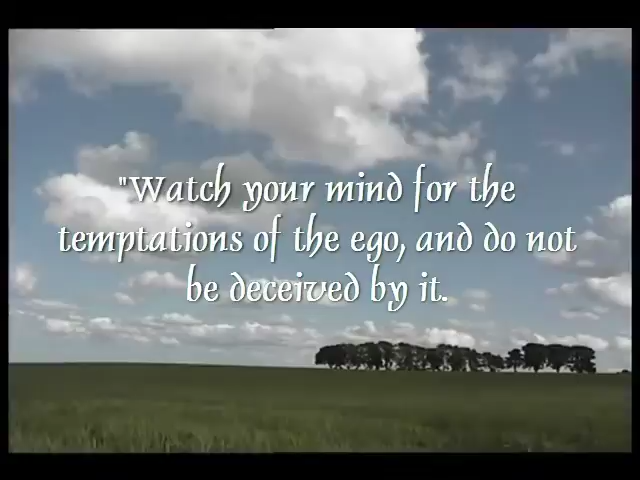 "Watch your mind for the
temptations of the ego, and do not
be deceived by it.